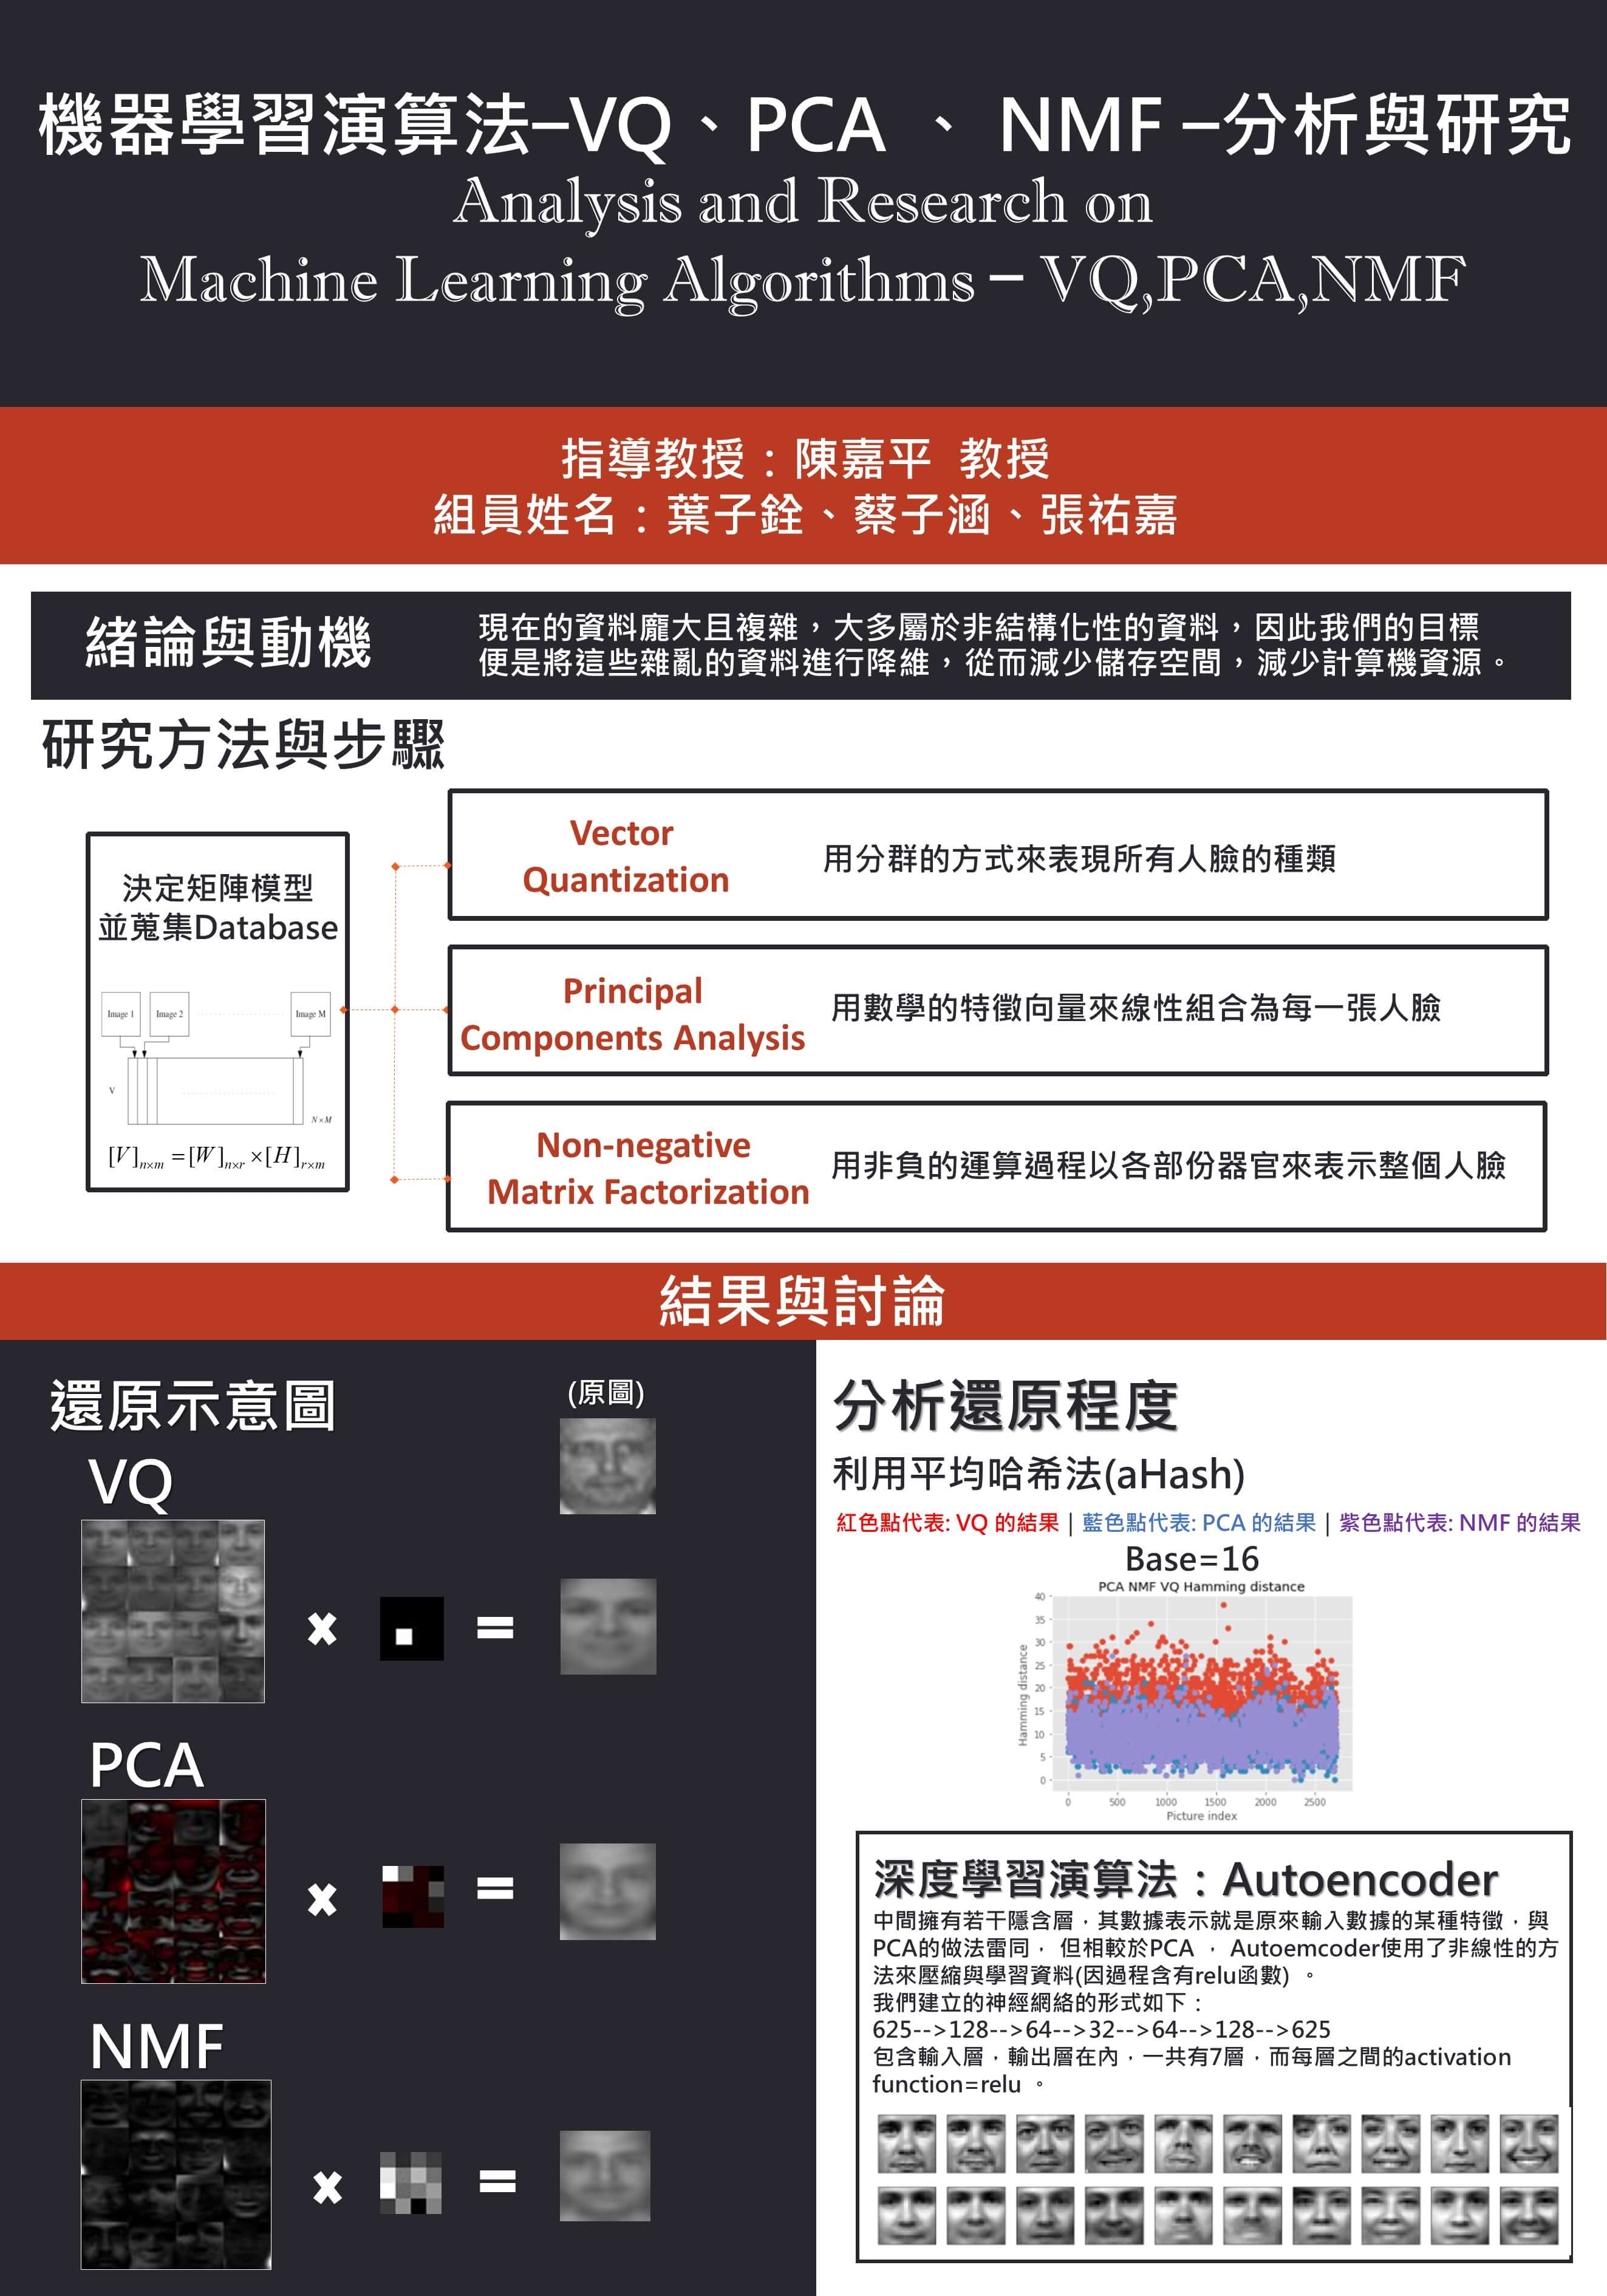 機器學習演算法–VQ、PCA 、 NMF –分析與研究
Analysis and Research on
Machine Learning Algorithms – VQ,PCA,NMF
指導教授：陳嘉平 教授
組員姓名：葉子銓、蔡子涵、張祐嘉
緒論與動機
現在的資料龐大且複雜，大多屬於非結構化性的資料，因此我們的目標
便是將這些雜亂的資料進行降維，從而減少儲存空間，減少計算機資源。
研究方法與步驟
決定矩陣模型
並蒐集Database
Image 1 Image 2 Image M
V
N×M
[V]n×m =[W]n×r ×[H]r×m
Vector
Quantization
用分群的方式來表現所有人臉的種類
Principal
Components Analysis
用數學的特徵向量來線性組合為每一張人臉
Non-negative
Matrix Factorization
用非負的運算過程以各部份器官來表示整個人臉
結果與討論
還原示意圖
(原圖)
VQ
×
=
PCA
×
=
NMF
×
=
分析還原程度
利用平均哈希法(aHash)
紅色點代表: VQ 的結果 | 藍色點代表: PCA 的結果 | 紫色點代表: NMF 的結果
Base=16
PCA NMF VQ Hamming distance
Hamming distance
40
35
30
25
20
15
10
5
0
0 500 1000 1500 2000 2500
Picture index
深度學習演算法：Autoencoder
中間擁有若干隱含層，其數據表示就是原來輸入數據的某種特徵，與
PCA的做法雷同， 但相較於PCA ， Autoemcoder使用了非線性的方
法來壓縮與學習資料(因過程含有relu函數) 。
我們建立的神經網絡的形式如下：
625-->128-->64-->32-->64-->128-->625
包含輸入層，輸出層在內，一共有7層，而每層之間的activation
function=relu 。